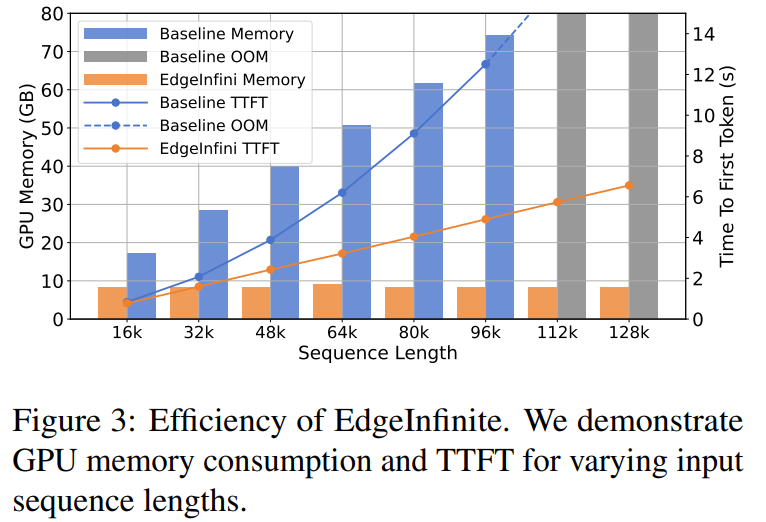 80
70
60
50
40
30
20
10
0
GPU Memory (GB)
Baseline Memory
Baseline OOM
EdgeInfini Memory
Baseline TTFT
Baseline OOM
EdgeInfini TTFT
14
12
10
8
6
4
2
0
Time To First Token (s)
16k 32k 48k 64k 80k 96k 112k 128k
Sequence Length
Figure 3: Efficiency of EdgeInfinite. We demonstrate
GPU memory consumption and TTFT for varying input
sequence lengths.